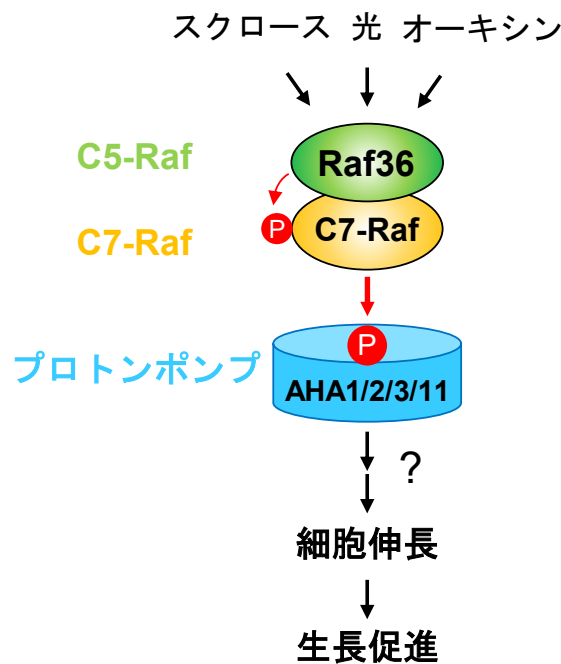 スクロース 光 オーキシン
C5-Raf
Raf36
C7-Raf
P
C7-Raf
プロトンポンプ
P
AHA1/2/3/11
?
細胞伸長
生長促進